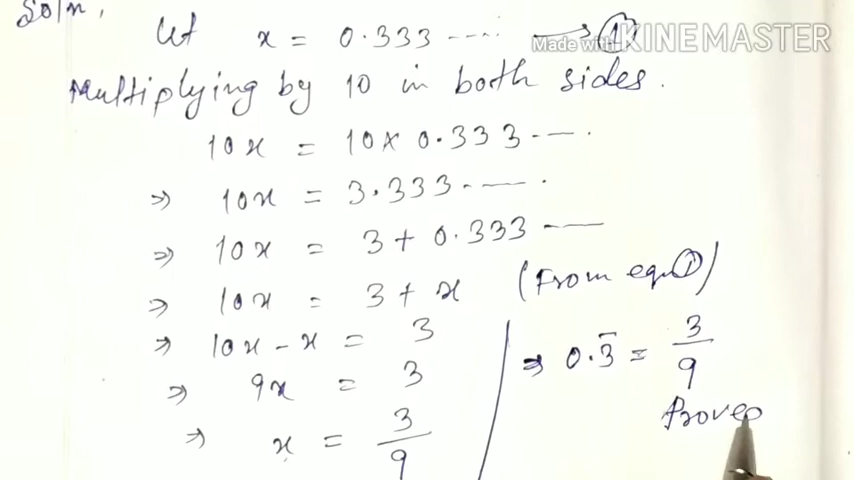 Soln,
Let x = 0.333 ..... → ①
Made with KINEMASTER
Multiplying by 10 in both sides.
10x = 10 × 0.333 --- .
⇒ 10x = 3.333 ---- .
⇒ 10x = 3 + 0.333 ---
⇒ 10x = 3 + x (From equ ①)
⇒ 10x - x = 3
⇒ 9x = 3
⇒ x = 3/9
⇒ 0.3̅ = 3/9
Proved